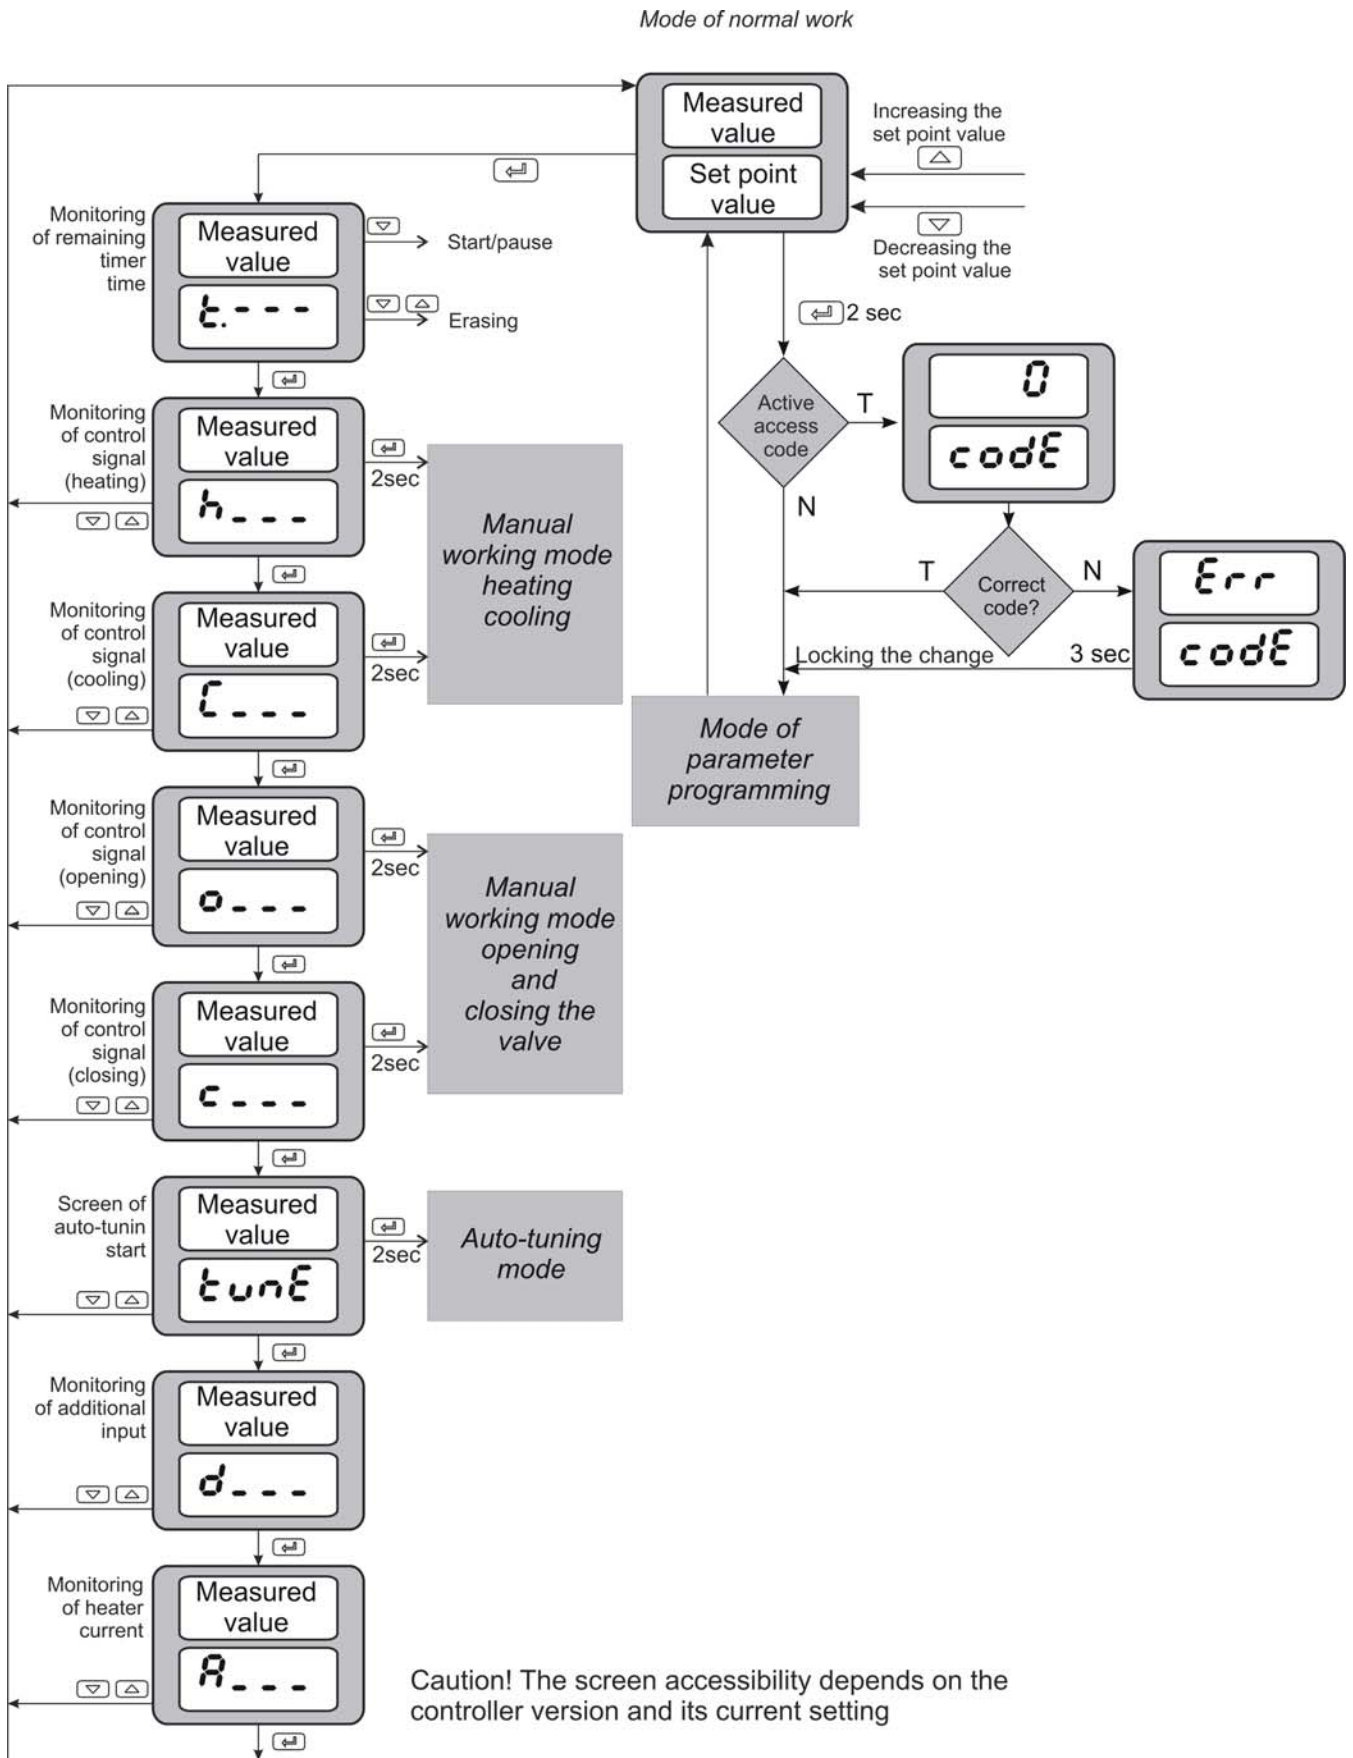 Mode of normal work
Measured
value
Set point
value
Increasing the
set point value
Decreasing the
set point value
Monitoring
of remaining
timer
time
Measured
value
t.---
Start/pause
Erasing
2 sec
Active
access
code
T
N
0
codE
Correct
code?
T
N
Err
codE
Locking the change
3 sec
Mode of
parameter
programming
Monitoring
of control
signal
(heating)
Measured
value
h---
2sec
Manual
working mode
heating
cooling
Monitoring
of control
signal
(cooling)
Measured
value
C---
2sec
Monitoring
of control
signal
(opening)
Measured
value
o---
2sec
Manual
working mode
opening
and
closing the
valve
Monitoring
of control
signal
(closing)
Measured
value
c---
2sec
Screen of
auto-tunin
start
Measured
value
tunE
2sec
Auto-tuning
mode
Monitoring
of additional
input
Measured
value
d---
Monitoring
of heater
current
Measured
value
A---
Caution! The screen accessibility depends on the
controller version and its current setting